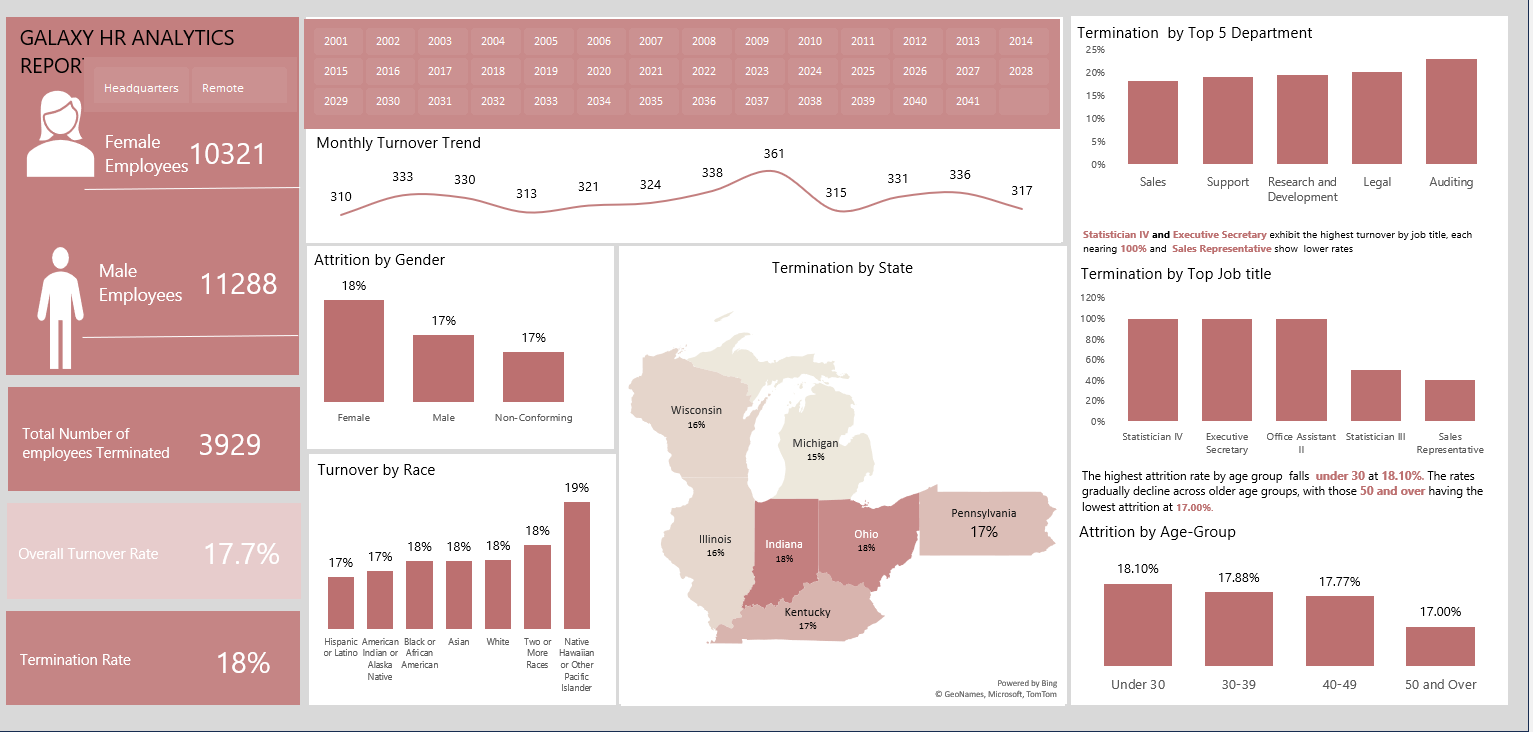 GALAXY HR ANALYTICS
REPORT
Headquarters Remote
Female
Employees 10321
Male
Employees 11288
Total Number of
employees Terminated 3929
Overall Turnover Rate 17.7%
Termination Rate 18%
2001 2002 2003 2004 2005 2006 2007 2008 2009 2010 2011 2012 2013 2014
2015 2016 2017 2018 2019 2020 2021 2022 2023 2024 2025 2026 2027 2028
2029 2030 2031 2032 2033 2034 2035 2036 2037 2038 2039 2040 2041
Monthly Turnover Trend
310 333 330 313 321 324 338 361 315 331 336 317
Attrition by Gender
18% 17% 17%
Female Male Non-Conforming
Turnover by Race
17% 17% 18% 18% 18% 18% 19%
Hispanic
or Latino
American
Indian or
Alaska
Native
Black or
African
American
Asian
White
Two or
More
Races
Native
Hawaiian
or Other
Pacific
Islander
Termination by State
Wisconsin
16%
Michigan
15%
Illinois
16%
Indiana
18%
Ohio
18%
Pennsylvania
17%
Kentucky
17%
Powered by Bing
© GeoNames, Microsoft, TomTom
Termination by Top 5 Department
25%
20%
15%
10%
5%
0%
Sales
Support
Research and
Development
Legal
Auditing
Statistician IV and Executive Secretary exhibit the highest turnover by job title, each
nearing 100% and Sales Representative show lower rates
Termination by Top Job title
120%
100%
80%
60%
40%
20%
0%
Statistician IV
Executive
Secretary
Office Assistant
II
Statistician III
Sales
Representative
The highest attrition rate by age group falls under 30 at 18.10%. The rates
gradually decline across older age groups, with those 50 and over having the
lowest attrition at 17.00%.
Attrition by Age-Group
18.10% 17.88% 17.77% 17.00%
Under 30 30-39 40-49 50 and Over